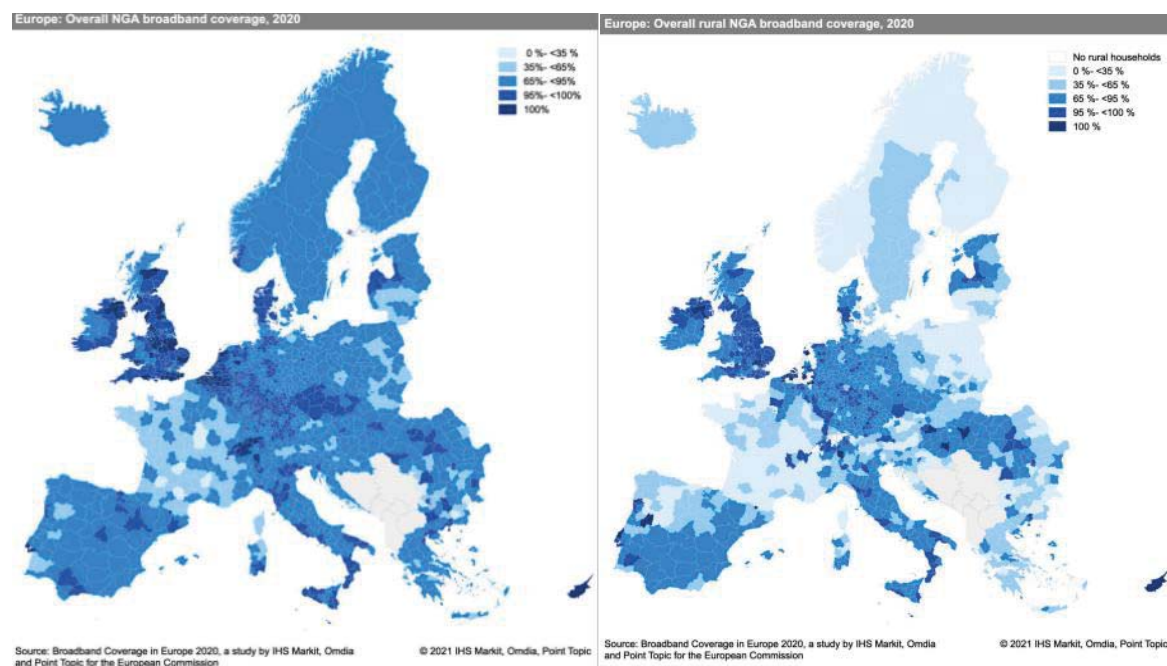 Europe: Overall NGA broadband coverage, 2020
0 %- <35 %
35%- <65%
65%- <95%
95%- <100%
100%
Source: Broadband Coverage in Europe 2020, a study by IHS Markit, Omdia
and Point Topic for the European Commission
© 2021 IHS Markit, Omdia, Point Topic
Europe: Overall rural NGA broadband coverage, 2020
No rural households
0 %- <35 %
35 %- <65 %
65 %- <95 %
95 %- <100 %
100 %
Source: Broadband Coverage in Europe 2020, a study by IHS Markit, Omdia
and Point Topic for the European Commission
© 2021 IHS Markit, Omdia, Point Topic